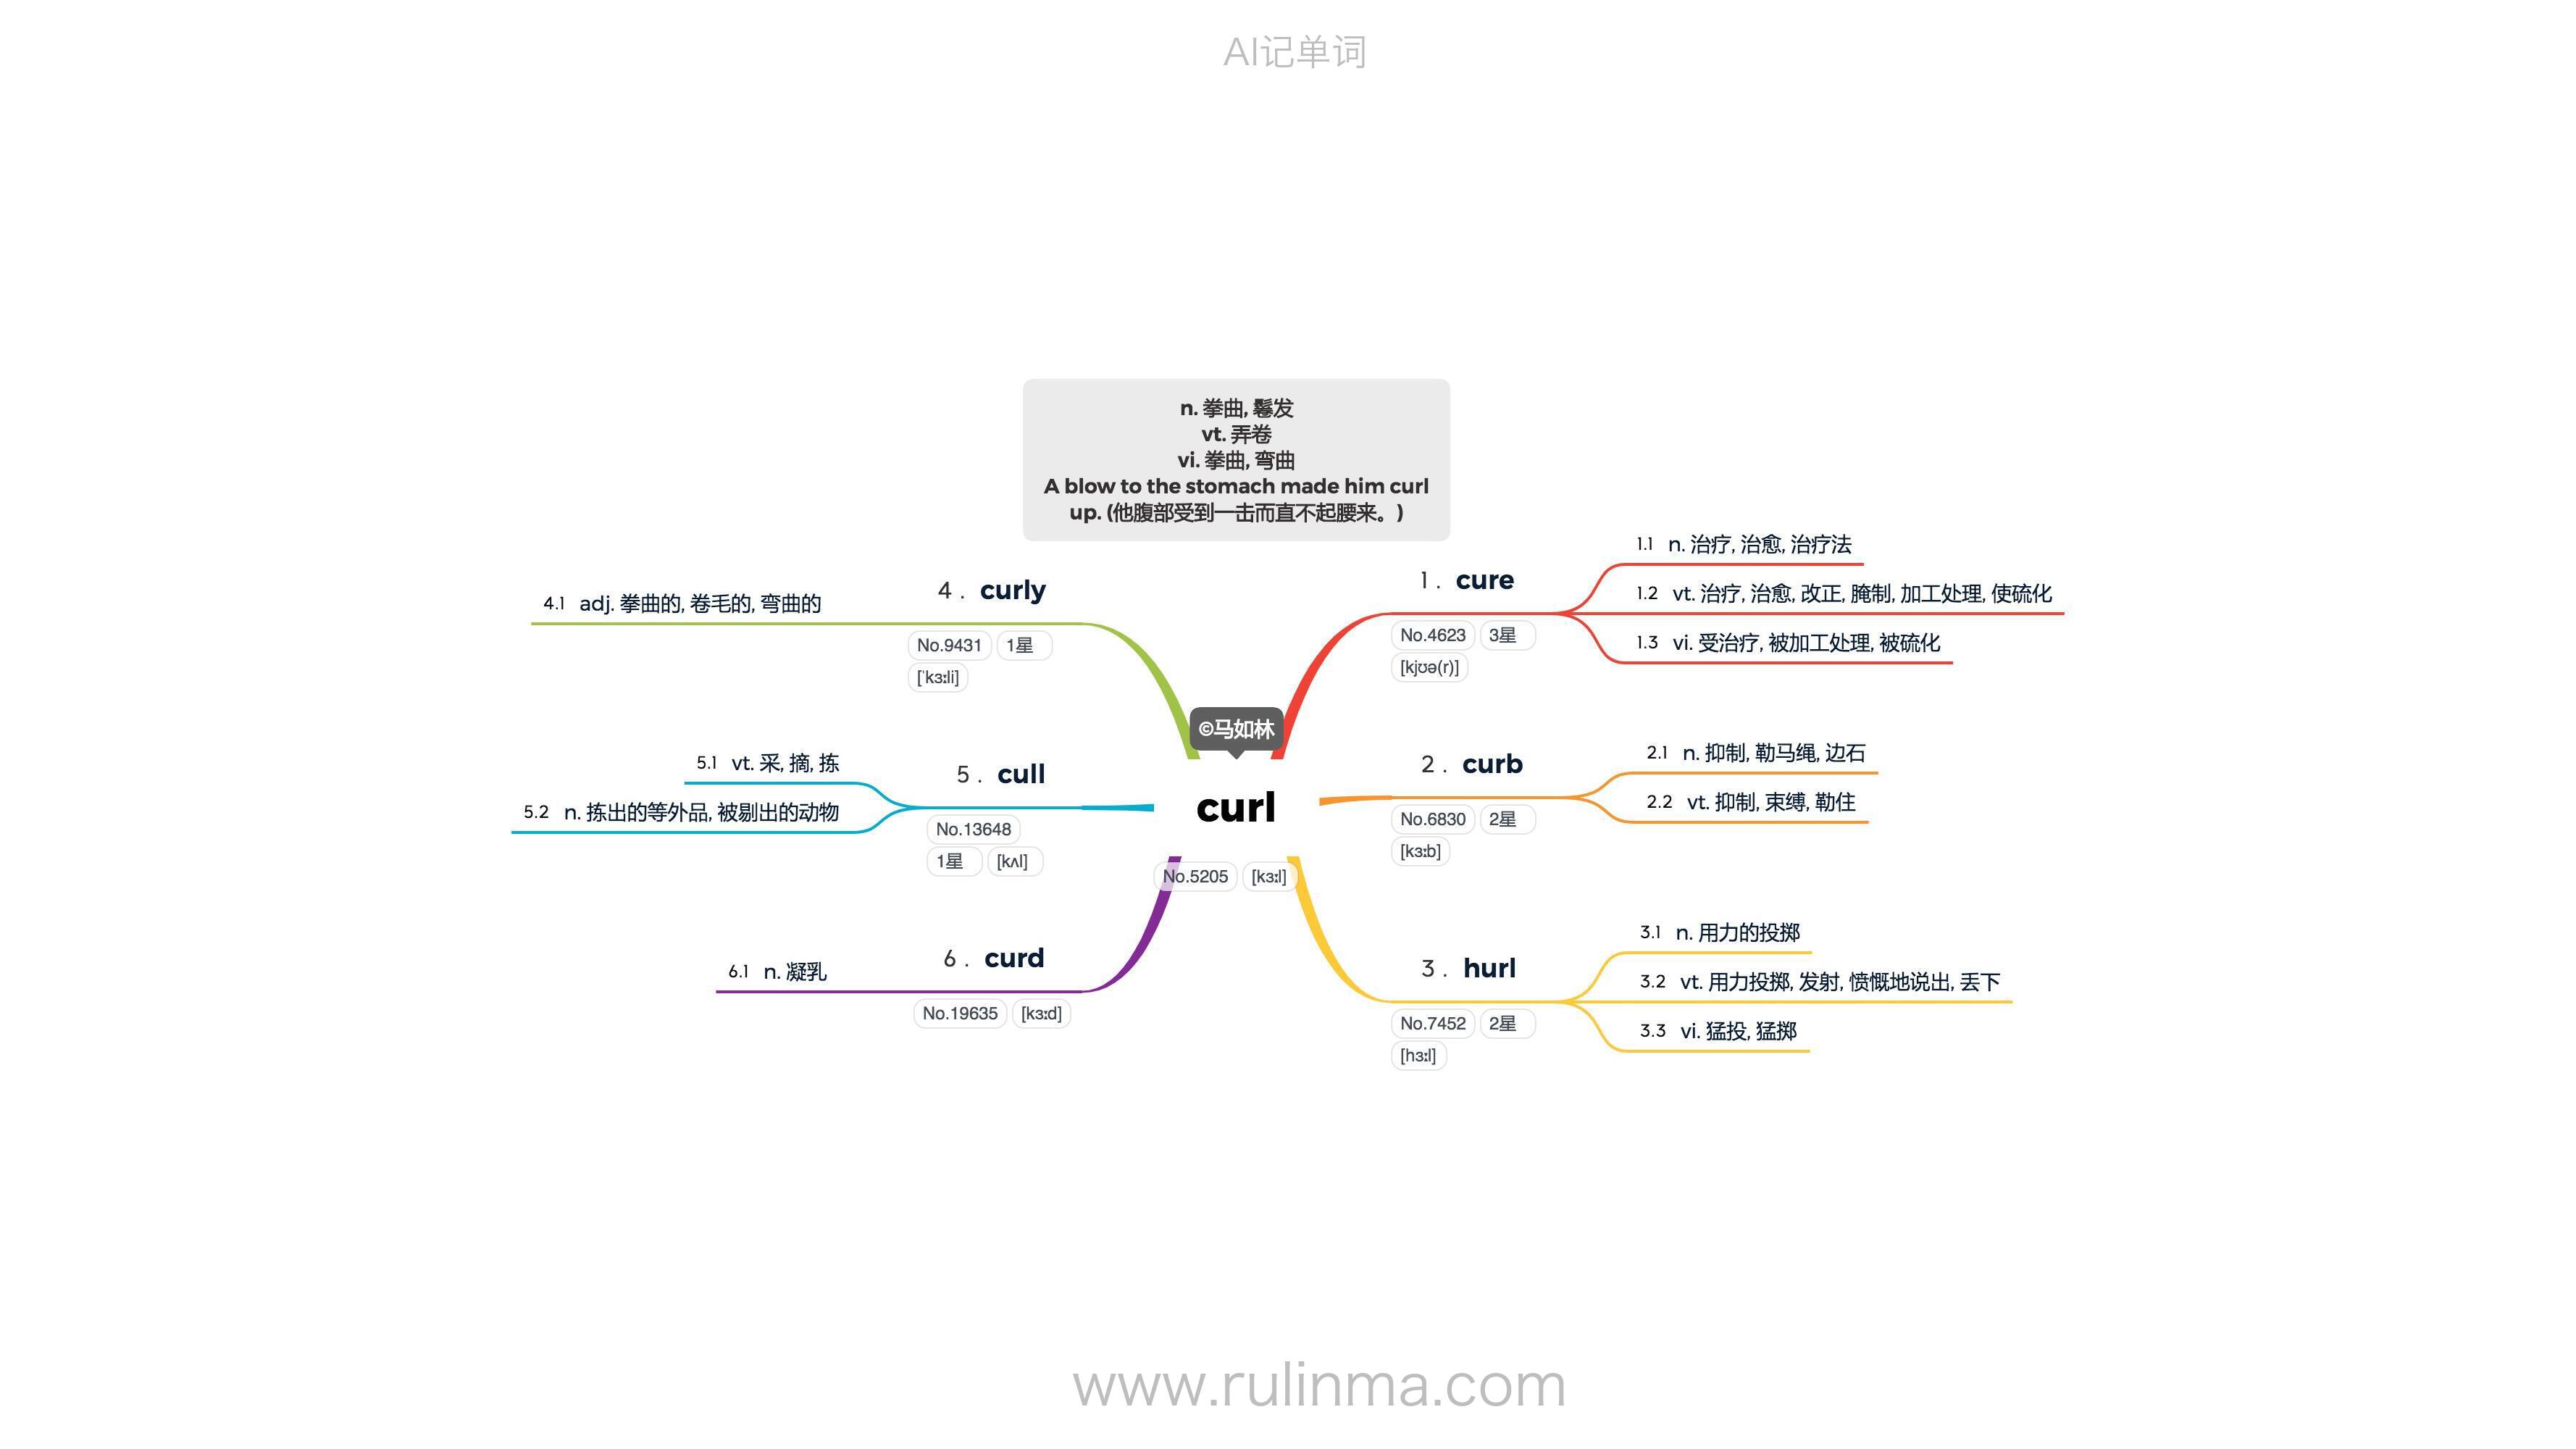 AI记单词
n. 拳曲, 鬈发
vt. 弄卷
vi. 拳曲, 弯曲
A blow to the stomach made him curl
up. (他腹部受到一击而直不起腰来。)
©马如林
curl
No.5205 [kɜːl]
1. cure
No.4623 3星
[kjʊə(r)]
1.1 n. 治疗, 治愈, 治疗法
1.2 vt. 治疗, 治愈, 改正, 腌制, 加工处理, 使硫化
1.3 vi. 受治疗, 被加工处理, 被硫化
2. curb
No.6830 2星
[kɜːb]
2.1 n. 抑制, 勒马绳, 边石
2.2 vt. 抑制, 束缚, 勒住
3. hurl
No.7452 2星
[hɜːl]
3.1 n. 用力的投掷
3.2 vt. 用力投掷, 发射, 愤慨地说出, 丢下
3.3 vi. 猛投, 猛掷
4. curly
No.9431 1星
[ˈkɜːli]
4.1 adj. 拳曲的, 卷毛的, 弯曲的
5. cull
No.13648
1星 [kʌl]
5.1 vt. 采, 摘, 拣
5.2 n. 拣出的等外品, 被剔出的动物
6. curd
No.19635 [kɜːd]
6.1 n. 凝乳
www.rulinma.com